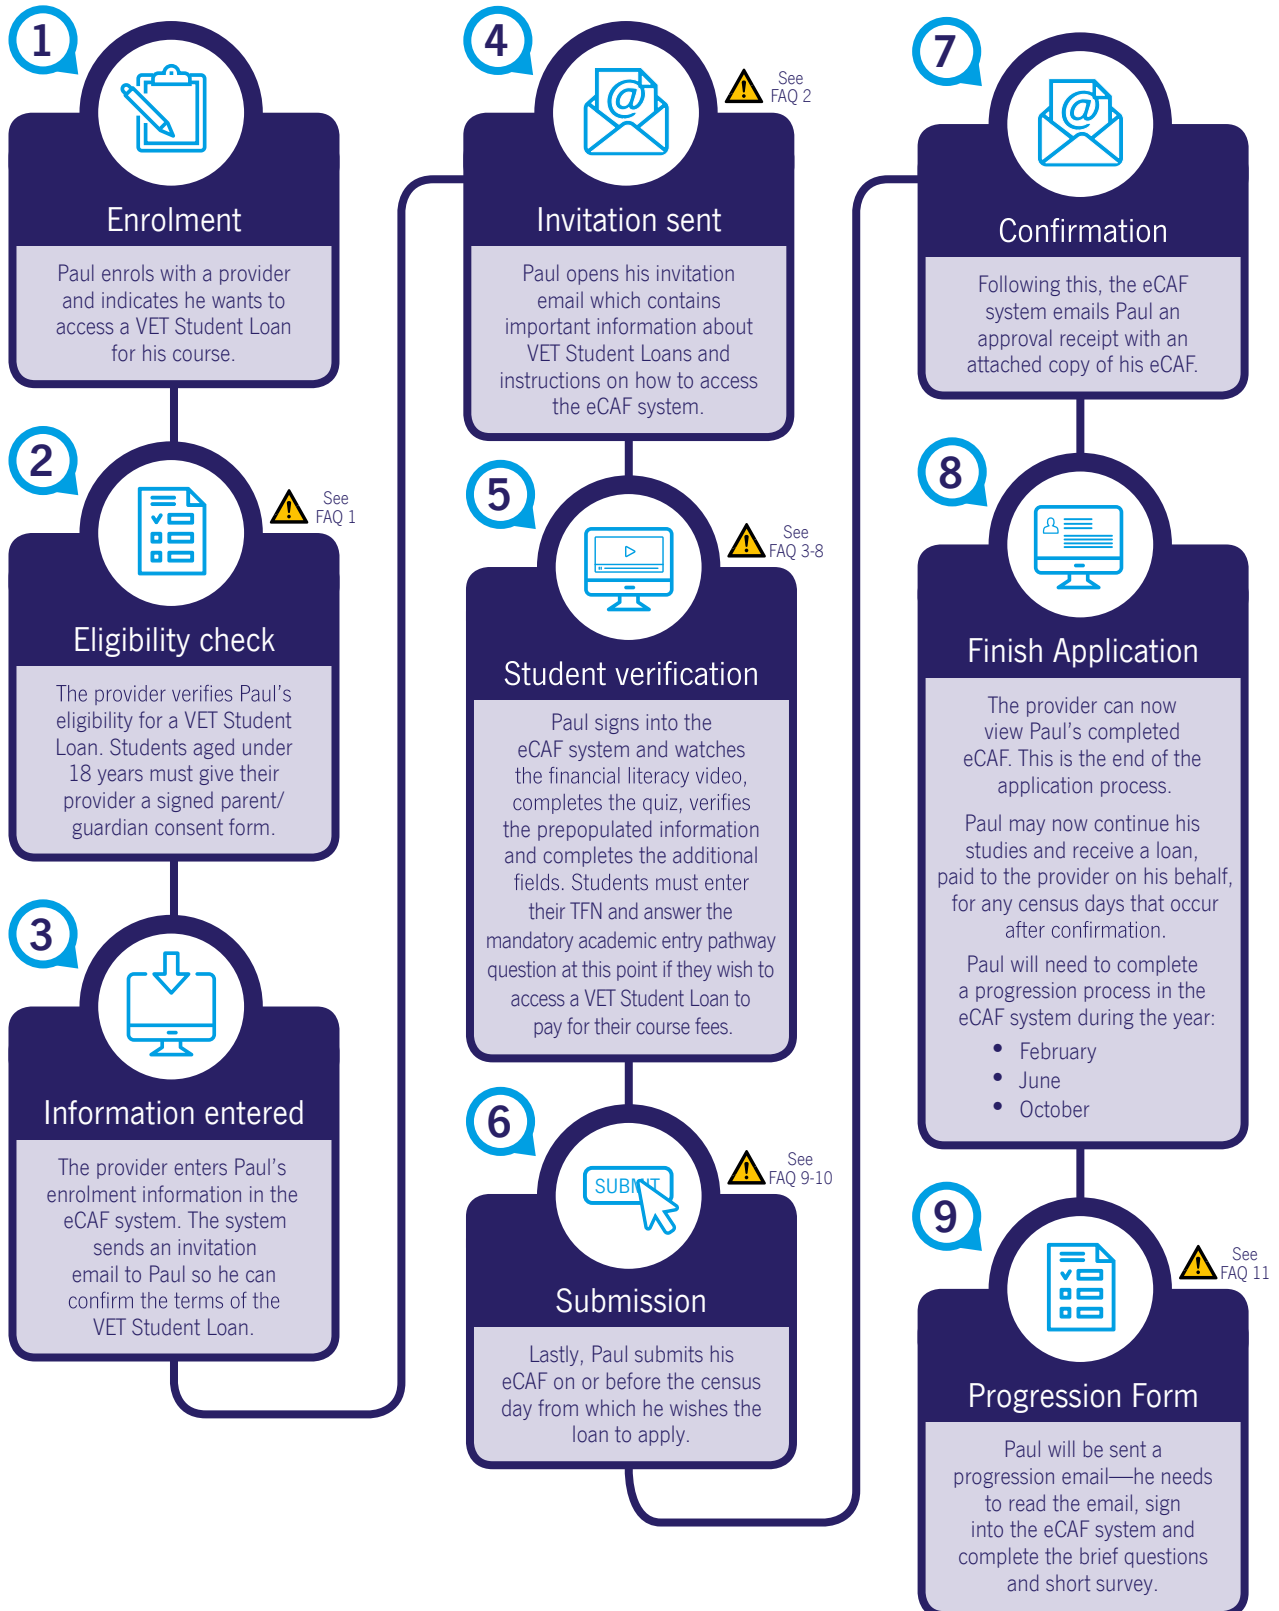 1
Enrolment
Paul enrols with a provider
and indicates he wants to
access a VET Student Loan
for his course.
2
See
FAQ 1
Eligibility check
The provider verifies Paul's
eligibility for a VET Student
Loan. Students aged under
18 years must give their
provider a signed parent/
guardian consent form.
3
Information entered
The provider enters Paul's
enrolment information in the
eCAF system. The system
sends an invitation
email to Paul so he can
confirm the terms of the
VET Student Loan.
4
See
FAQ 2
Invitation sent
Paul opens his invitation
email which contains
important information about
VET Student Loans and
instructions on how to access
the eCAF system.
5
See
FAQ 3-8
Student verification
Paul signs into the
eCAF system and watches
the financial literacy video,
completes the quiz, verifies
the prepopulated information
and completes the additional
fields. Students must enter
their TFN and answer the
mandatory academic entry pathway
question at this point if they wish to
access a VET Student Loan to
pay for their course fees.
6
SUBMIT
See
FAQ 9-10
Submission
Lastly, Paul submits his
eCAF on or before the census
day from which he wishes the
loan to apply.
7
Confirmation
Following this, the eCAF
system emails Paul an
approval receipt with an
attached copy of his eCAF.
8
Finish Application
The provider can now
view Paul's completed
eCAF. This is the end of the
application process.
Paul may now continue his
studies and receive a loan,
paid to the provider on his behalf,
for any census days that occur
after confirmation.
Paul will need to complete
a progression process in the
eCAF system during the year:
• February
• June
• October
9
See
FAQ 11
Progression Form
Paul will be sent a
progression email—he needs
to read the email, sign
into the eCAF system and
complete the brief questions
and short survey.